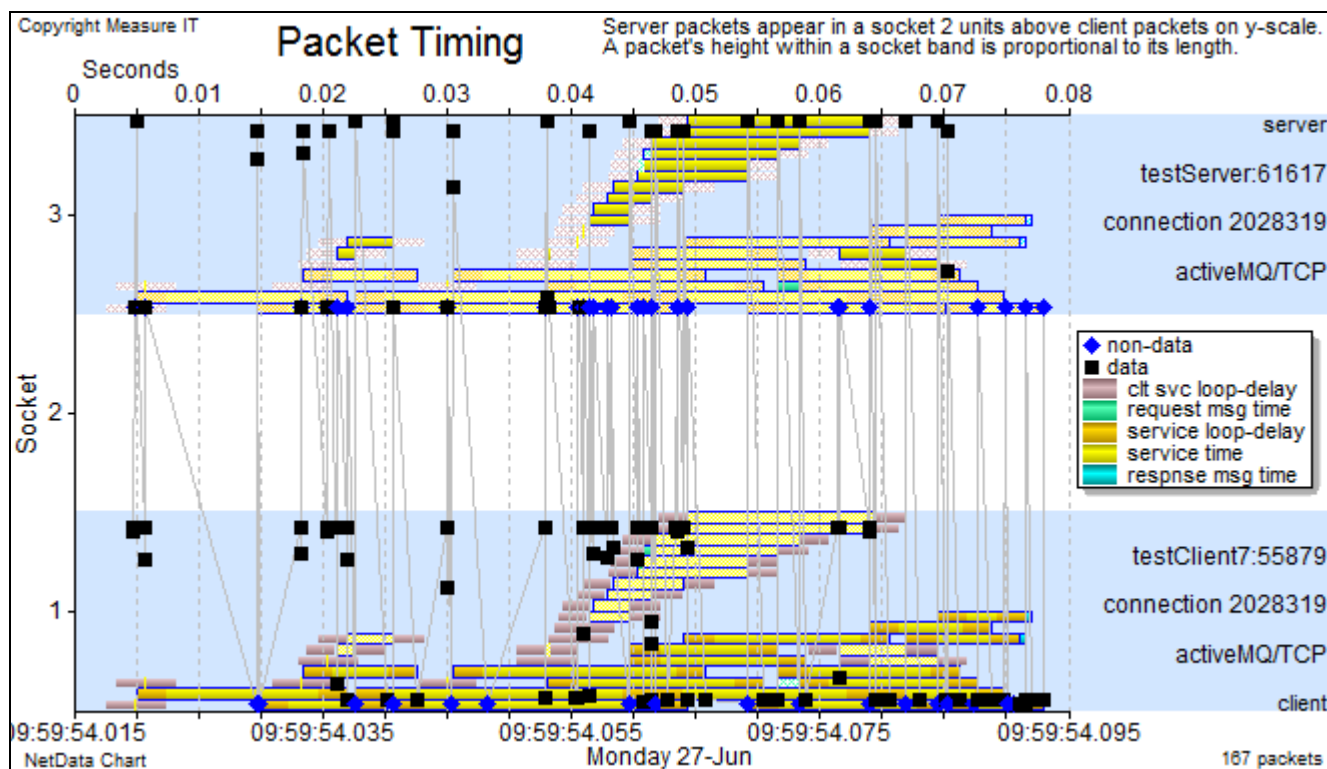 Copyright Measure IT
Packet Timing
Server packets appear in a socket 2 units above client packets on y-scale.
A packet's height within a socket band is proportional to its length.
Seconds
0 0.01 0.02 0.03 0.04 0.05 0.06 0.07 0.08
server
testServer:61617
3
connection 2028319
activeMQ/TCP
non-data
data
clt svc loop-delay
request msg time
service loop-delay
service time
respnse msg time
Socket
2
testClient7:55879
1
connection 2028319
activeMQ/TCP
client
09:59:54.015 09:59:54.035 09:59:54.055 09:59:54.075 09:59:54.095
Monday 27-Jun
NetData Chart
167 packets